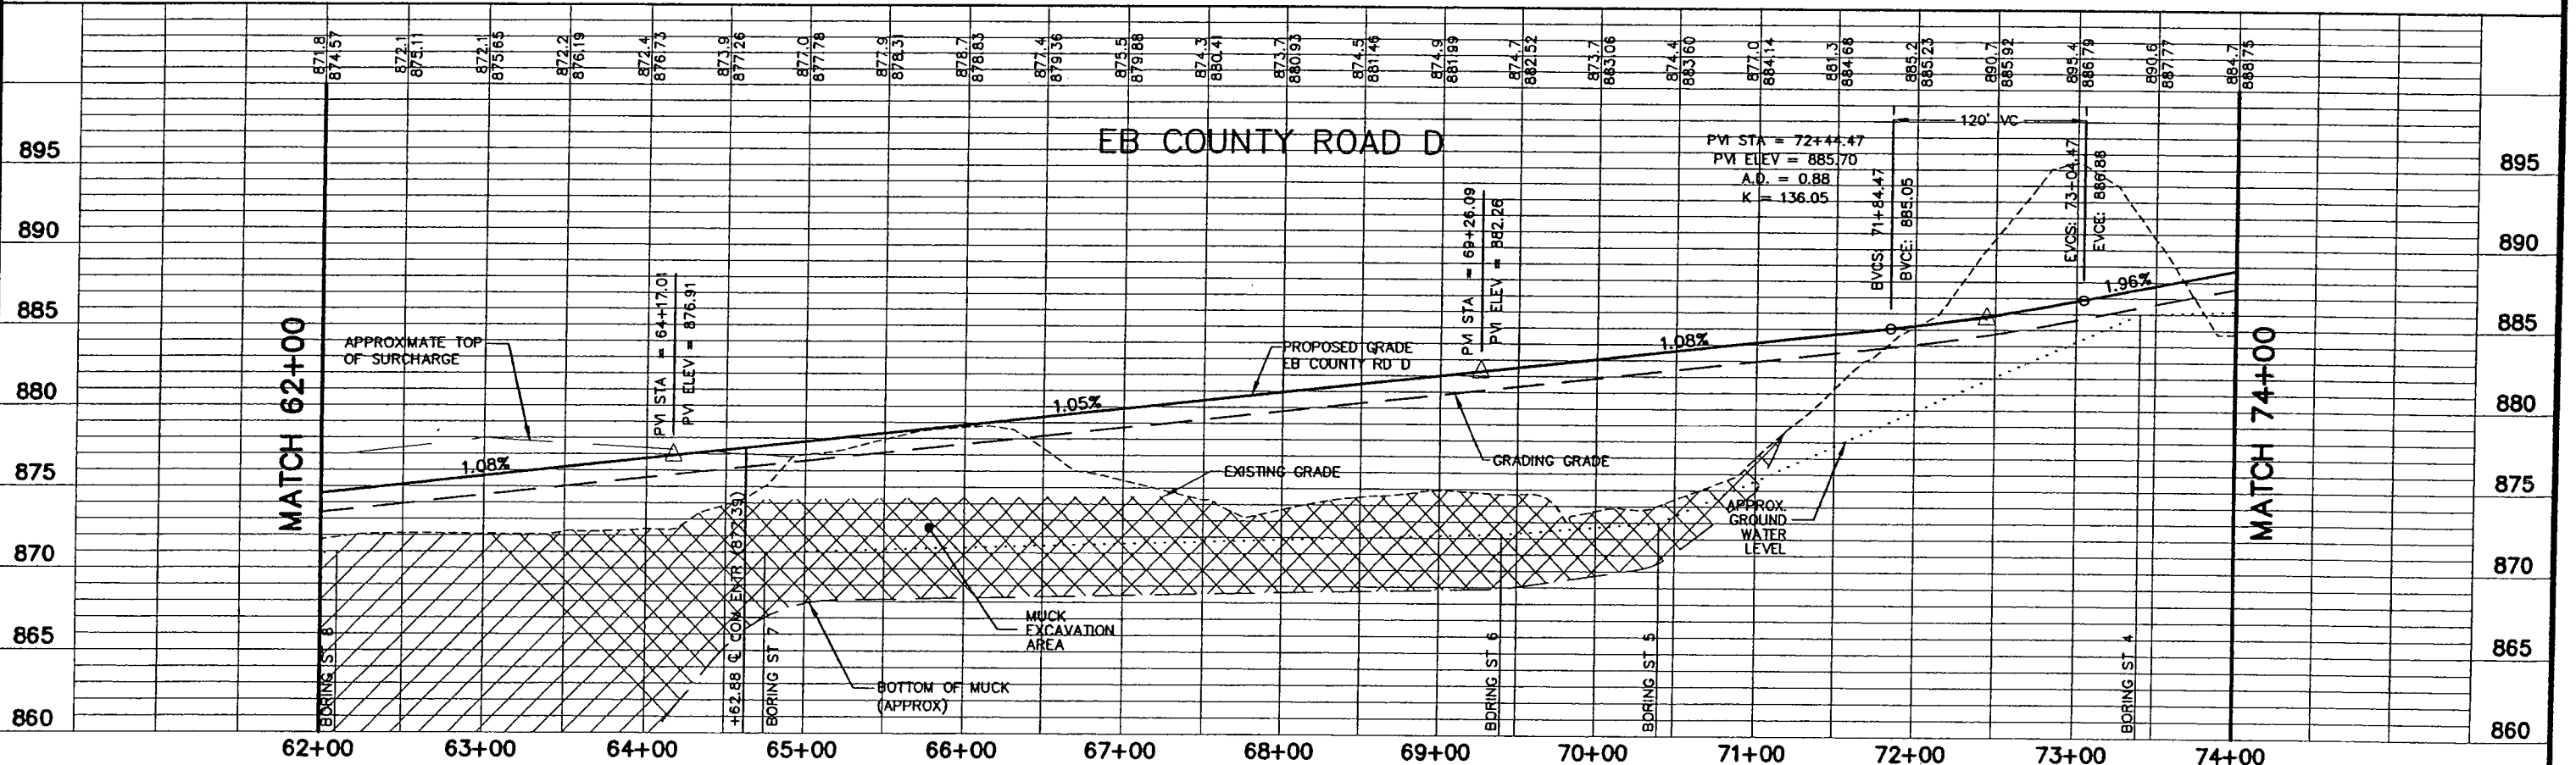 871.8
874.57
872.1
875.11
872.1
875.65
872.2
876.19
872.4
876.73
873.9
877.26
877.0
877.78
877.9
878.31
878.7
878.83
877.4
879.36
875.5
879.88
874.3
880.41
873.7
880.93
874.5
881.46
874.9
881.99
874.7
882.52
873.7
883.06
874.4
883.60
877.0
884.14
881.3
884.68
885.2
885.23
890.7
885.92
895.4
886.79
890.6
887.77
884.7
888.75
EB COUNTY ROAD D
120' VC
PVI STA = 72+44.47
PVI ELEV = 885.70
A.D. = 0.88
K = 136.05
BVCS: 71+84.47
BVCE: 885.05
EVCS: 73+04.47
EVCE: 886.88
895
895
890
890
885
885
880
880
875
875
870
870
865
865
860
860
MATCH 62+00
MATCH 74+00
APPROXIMATE TOP
OF SURCHARGE
PVI STA = 64+17.01
PVI ELEV = 876.91
PVI STA = 69+26.09
PVI ELEV = 882.26
PROPOSED GRADE
EB COUNTY RD D
1.08%
1.05%
1.08%
1.96%
EXISTING GRADE
GRADING GRADE
APPROX.
GROUND
WATER
LEVEL
MUCK
EXCAVATION
AREA
BOTTOM OF MUCK
(APPROX)
BORING ST 8
+62.88 ℄ COM ENTR (877.39)
BORING ST 7
BORING ST 6
BORING ST 5
BORING ST 4
62+00
63+00
64+00
65+00
66+00
67+00
68+00
69+00
70+00
71+00
72+00
73+00
74+00